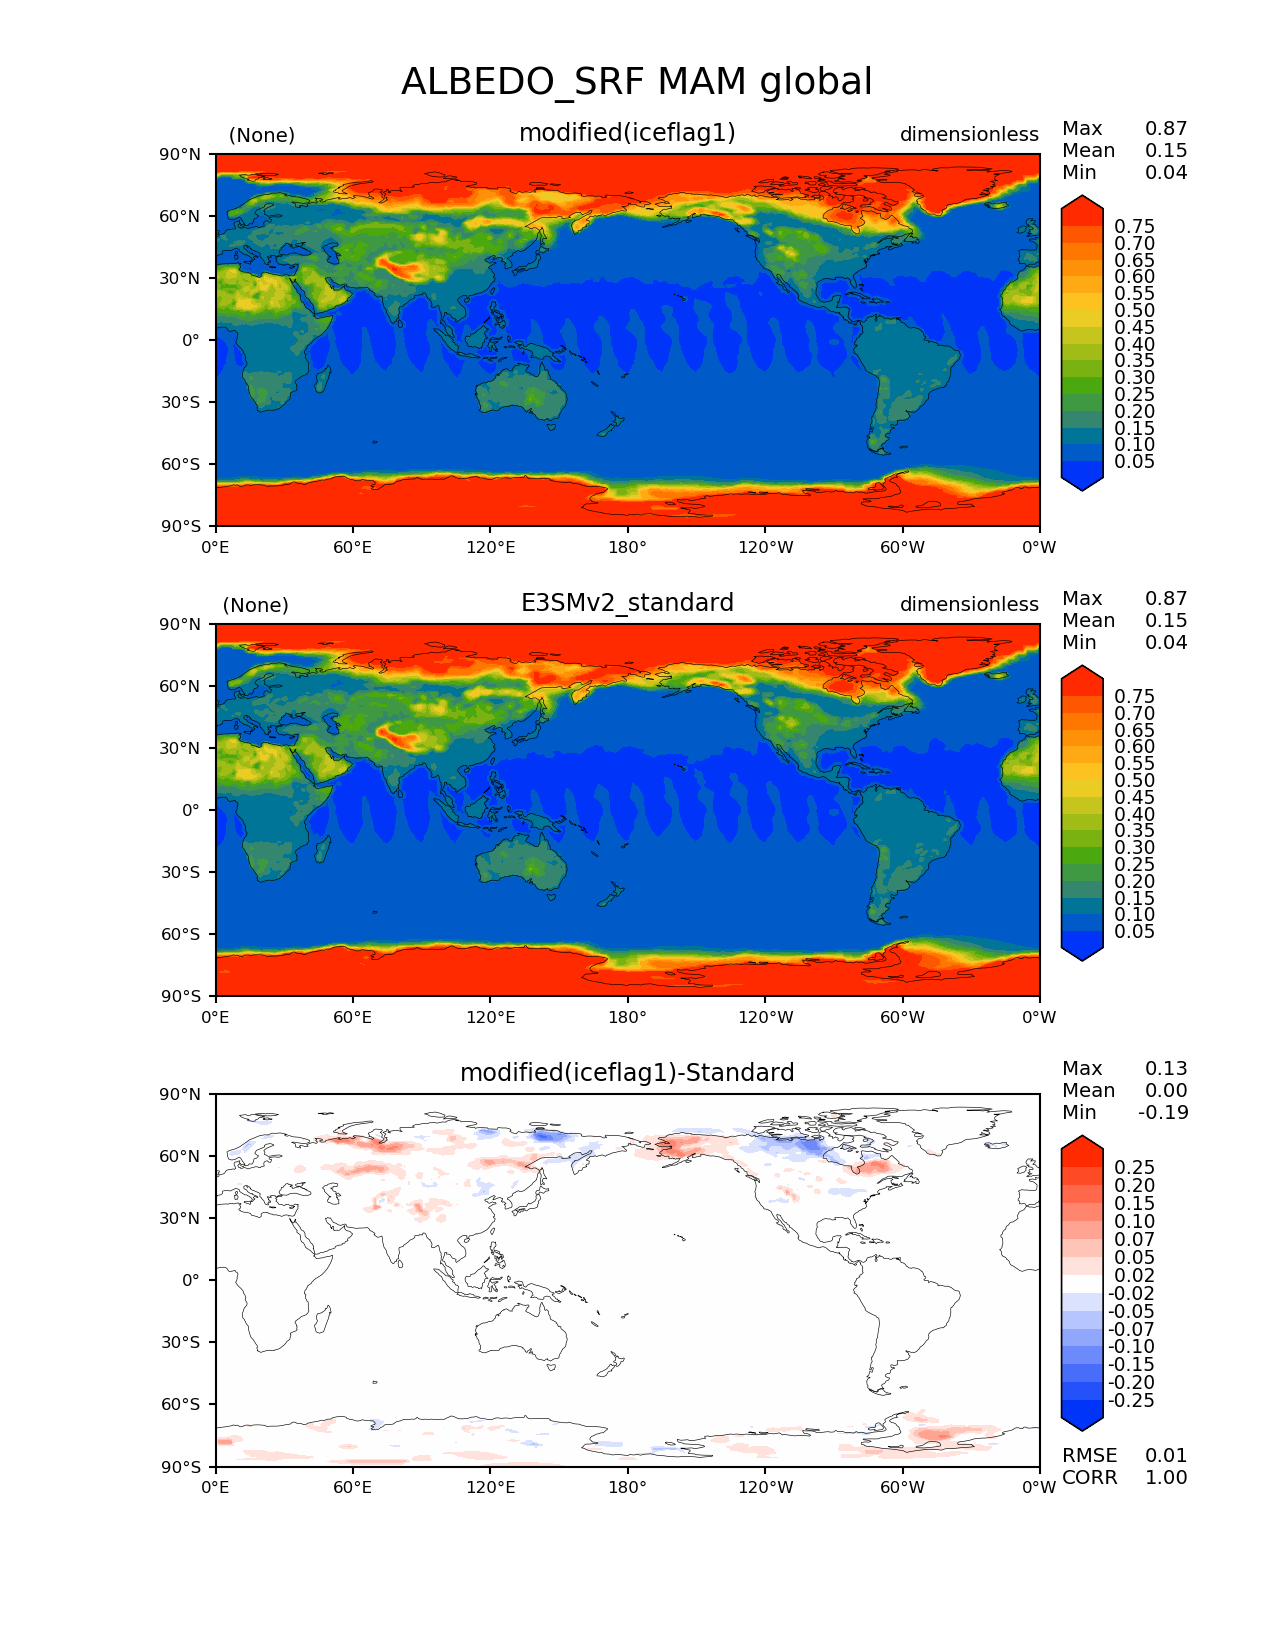 ALBEDO_SRF MAM global
(None) modified(iceflag1) dimensionless
Max 0.87
Mean 0.15
Min 0.04
90°N
60°N
30°N
0°
30°S
60°S
90°S
0°E 60°E 120°E 180° 120°W 60°W 0°W
0.75
0.70
0.65
0.60
0.55
0.50
0.45
0.40
0.35
0.30
0.25
0.20
0.15
0.10
0.05
(None) E3SMv2_standard dimensionless
Max 0.87
Mean 0.15
Min 0.04
90°N
60°N
30°N
0°
30°S
60°S
90°S
0°E 60°E 120°E 180° 120°W 60°W 0°W
0.75
0.70
0.65
0.60
0.55
0.50
0.45
0.40
0.35
0.30
0.25
0.20
0.15
0.10
0.05
modified(iceflag1)-Standard
Max 0.13
Mean 0.00
Min -0.19
90°N
60°N
30°N
0°
30°S
60°S
90°S
0°E 60°E 120°E 180° 120°W 60°W 0°W
0.25
0.20
0.15
0.10
0.07
0.05
0.02
-0.02
-0.05
-0.07
-0.10
-0.15
-0.20
-0.25
RMSE 0.01
CORR 1.00